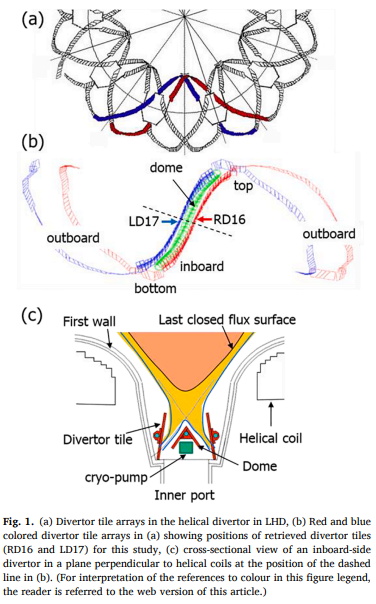 (a)
(b)
dome
top
LD17
RD16
outboard
outboard
inboard
bottom
(c)
First wall
Last closed flux surface
Divertor tile
Helical coil
cryo-pump
Dome
Inner port
Fig. 1. (a) Divertor tile arrays in the helical divertor in LHD, (b) Red and blue
colored divertor tile arrays in (a) showing positions of retrieved divertor tiles
(RD16 and LD17) for this study, (c) cross-sectional view of an inboard-side
divertor in a plane perpendicular to helical coils at the position of the dashed
line in (b). (For interpretation of the references to colour in this figure legend,
the reader is referred to the web version of this article.)